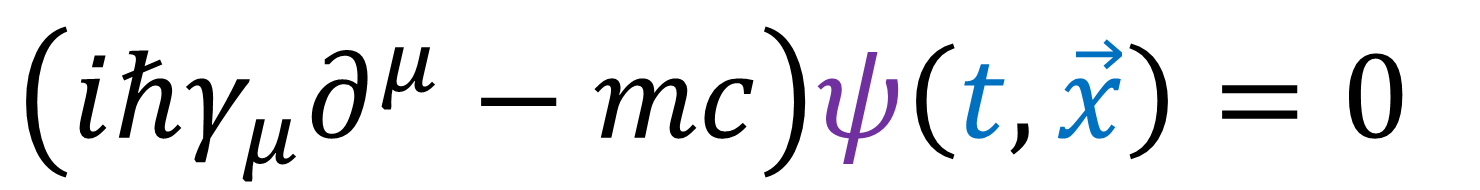 (iℏγ_μ ∂^μ − mc)ψ(t, x⃗) = 0